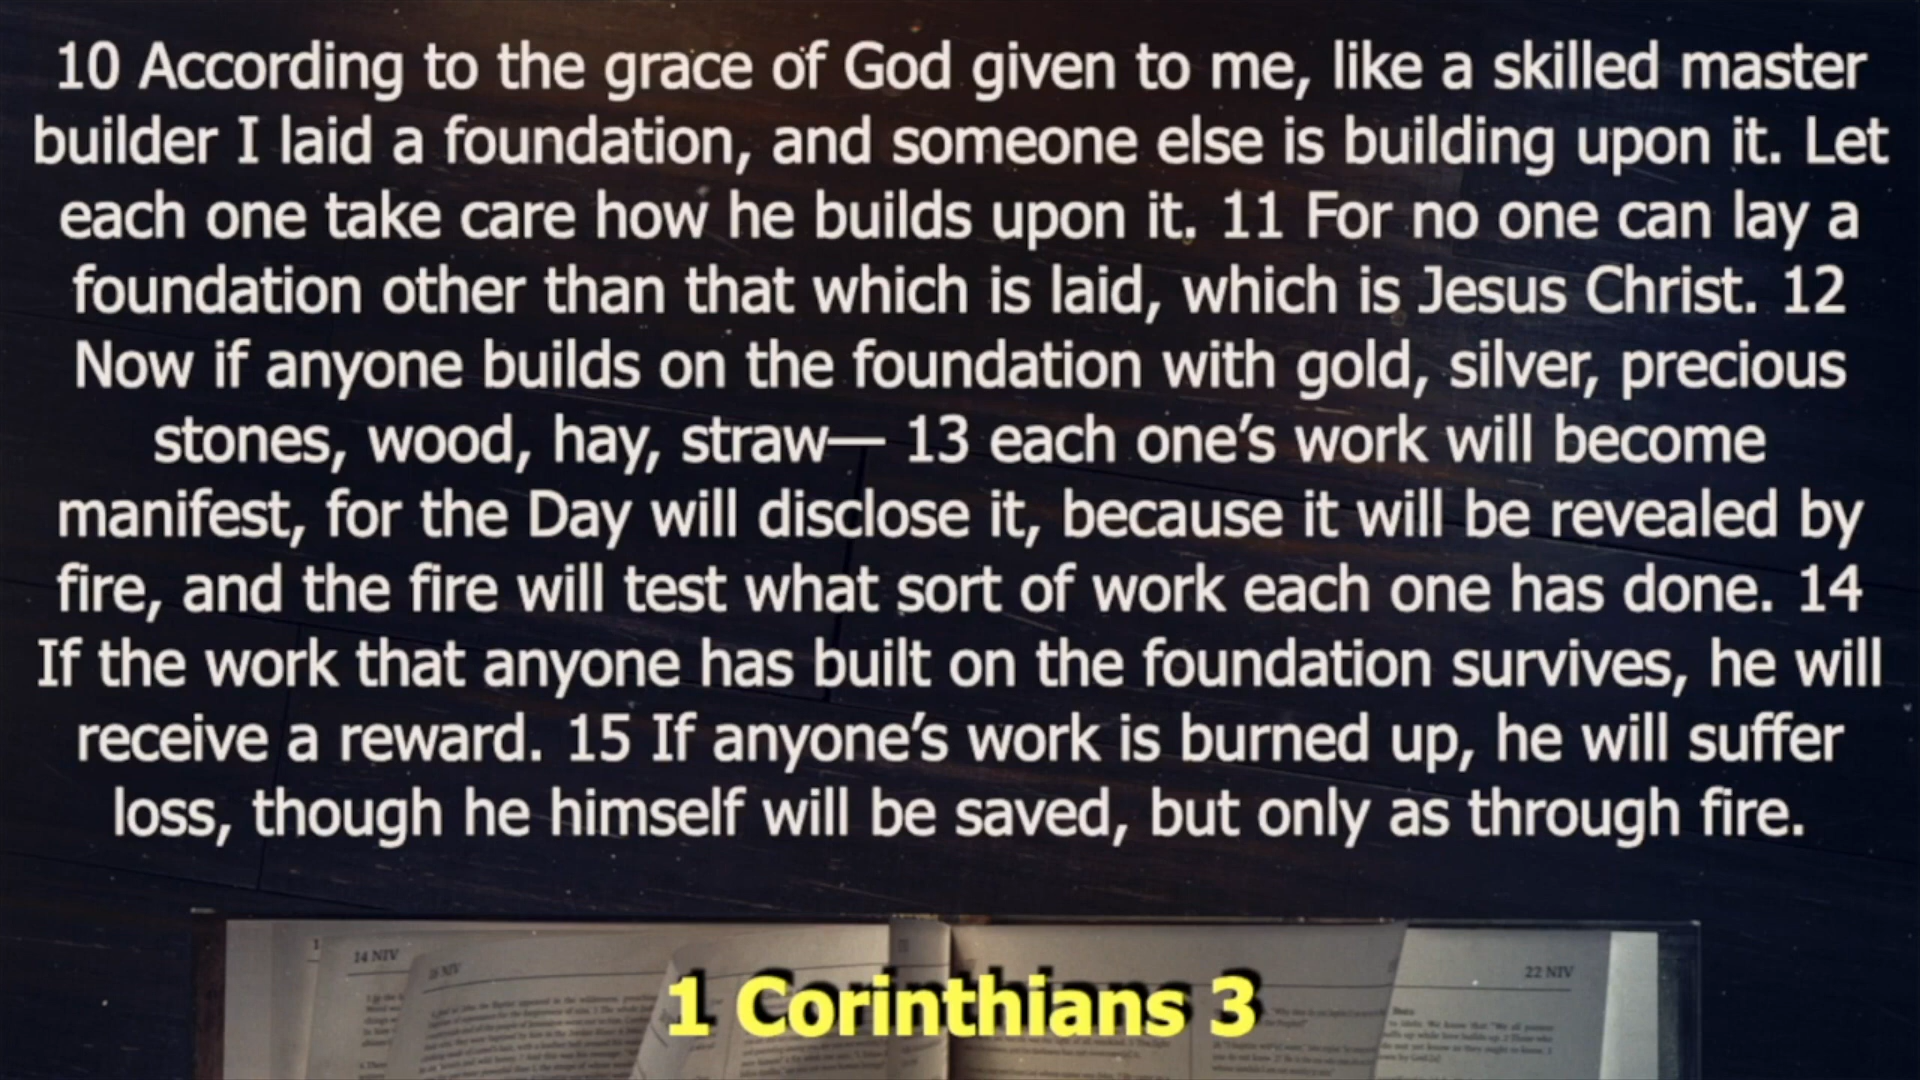 10 According to the grace of God given to me, like a skilled master
builder I laid a foundation, and someone else is building upon it. Let
each one take care how he builds upon it. 11 For no one can lay a
foundation other than that which is laid, which is Jesus Christ. 12
Now if anyone builds on the foundation with gold, silver, precious
stones, wood, hay, straw— 13 each one’s work will become
manifest, for the Day will disclose it, because it will be revealed by
fire, and the fire will test what sort of work each one has done. 14
If the work that anyone has built on the foundation survives, he will
receive a reward. 15 If anyone’s work is burned up, he will suffer
loss, though he himself will be saved, but only as through fire.
14 NIV
22 NIV
1 Corinthians 3